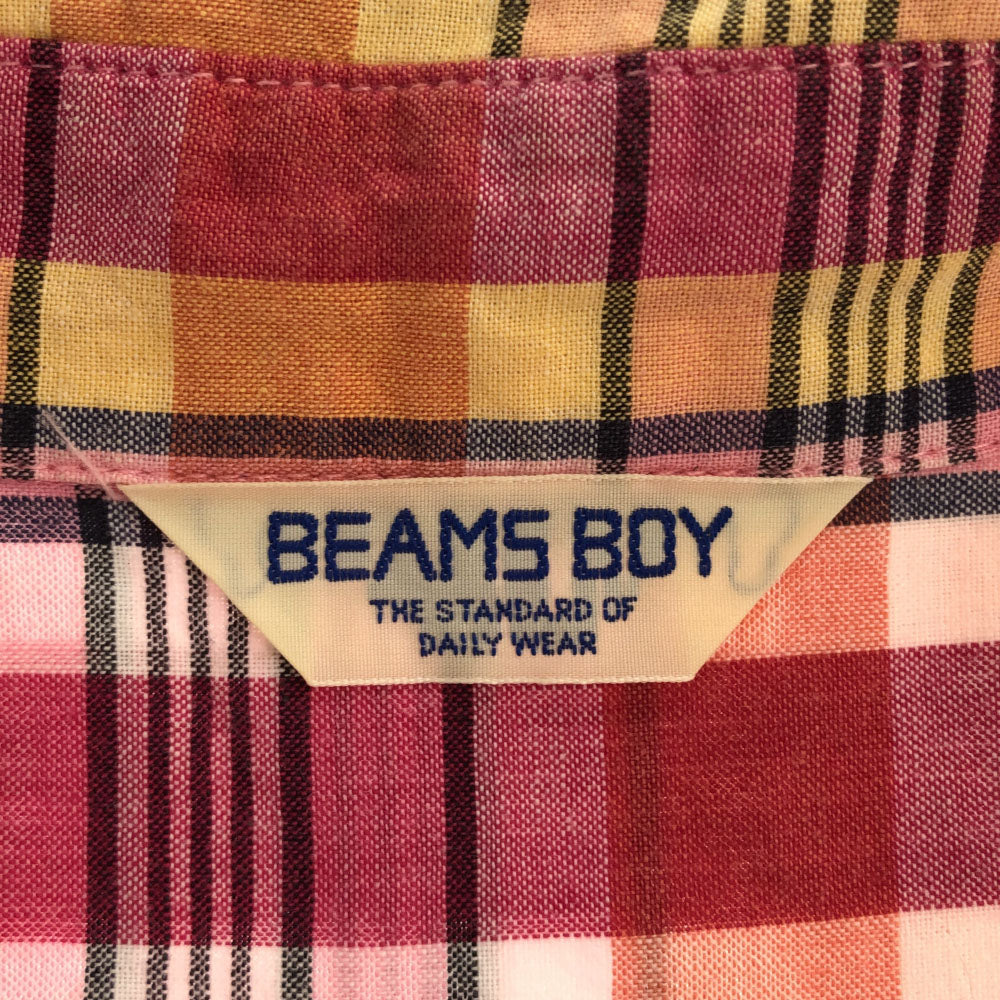 BEAMS BOY
THE STANDARD OF
DAILY WEAR